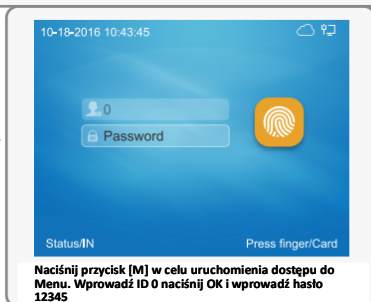 10-18-2016 10:43:45
0
Password
Status/IN
Press finger/Card
Naciśnij przycisk [M] w celu uruchomienia dostępu do
Menu. Wprowadź ID 0 naciśnij OK i wprowadź hasło
12345